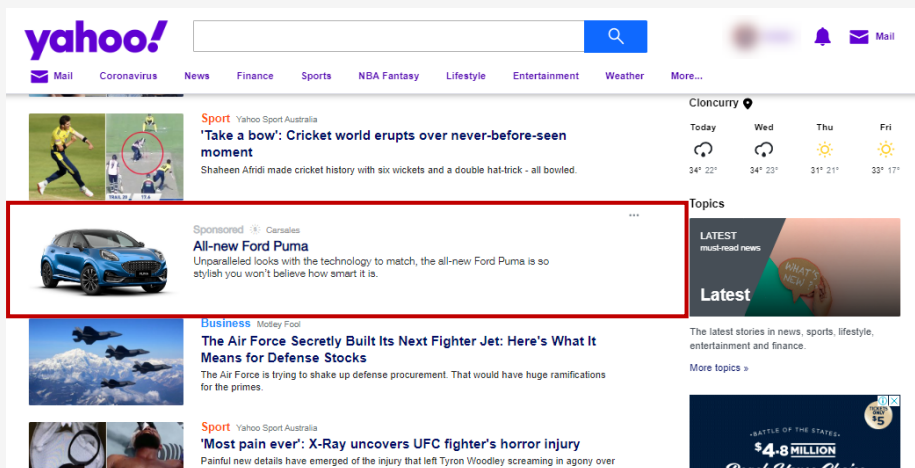 yahoo!
Mail
Mail Coronavirus News Finance Sports NBA Fantasy Lifestyle Entertainment Weather More...
Sport Yahoo Sport Australia
'Take a bow': Cricket world erupts over never-before-seen
moment
Shaheen Afridi made cricket history with six wickets and a double hat-trick - all bowled.
Sponsored Carsales
All-new Ford Puma
Unparalleled looks with the technology to match, the all-new Ford Puma is so
stylish you won't believe how smart it is.
Business Motley Fool
The Air Force Secretly Built Its Next Fighter Jet: Here's What It
Means for Defense Stocks
The Air Force is trying to shake up defense procurement. That would have huge ramifications
for the primes.
Sport Yahoo Sport Australia
'Most pain ever': X-Ray uncovers UFC fighter's horror injury
Painful new details have emerged of the injury that left Tyron Woodley screaming in agony over
Cloncurry
Today Wed Thu Fri
34° 22° 34° 23° 31° 21° 33° 17°
Topics
LATEST
must-read news
WHAT'S
NEW?
Latest
The latest stories in news, sports, lifestyle,
entertainment and finance.
More topics »
TICKETS
ONLY
$5
BATTLE OF THE STATES
$4.8 MILLION